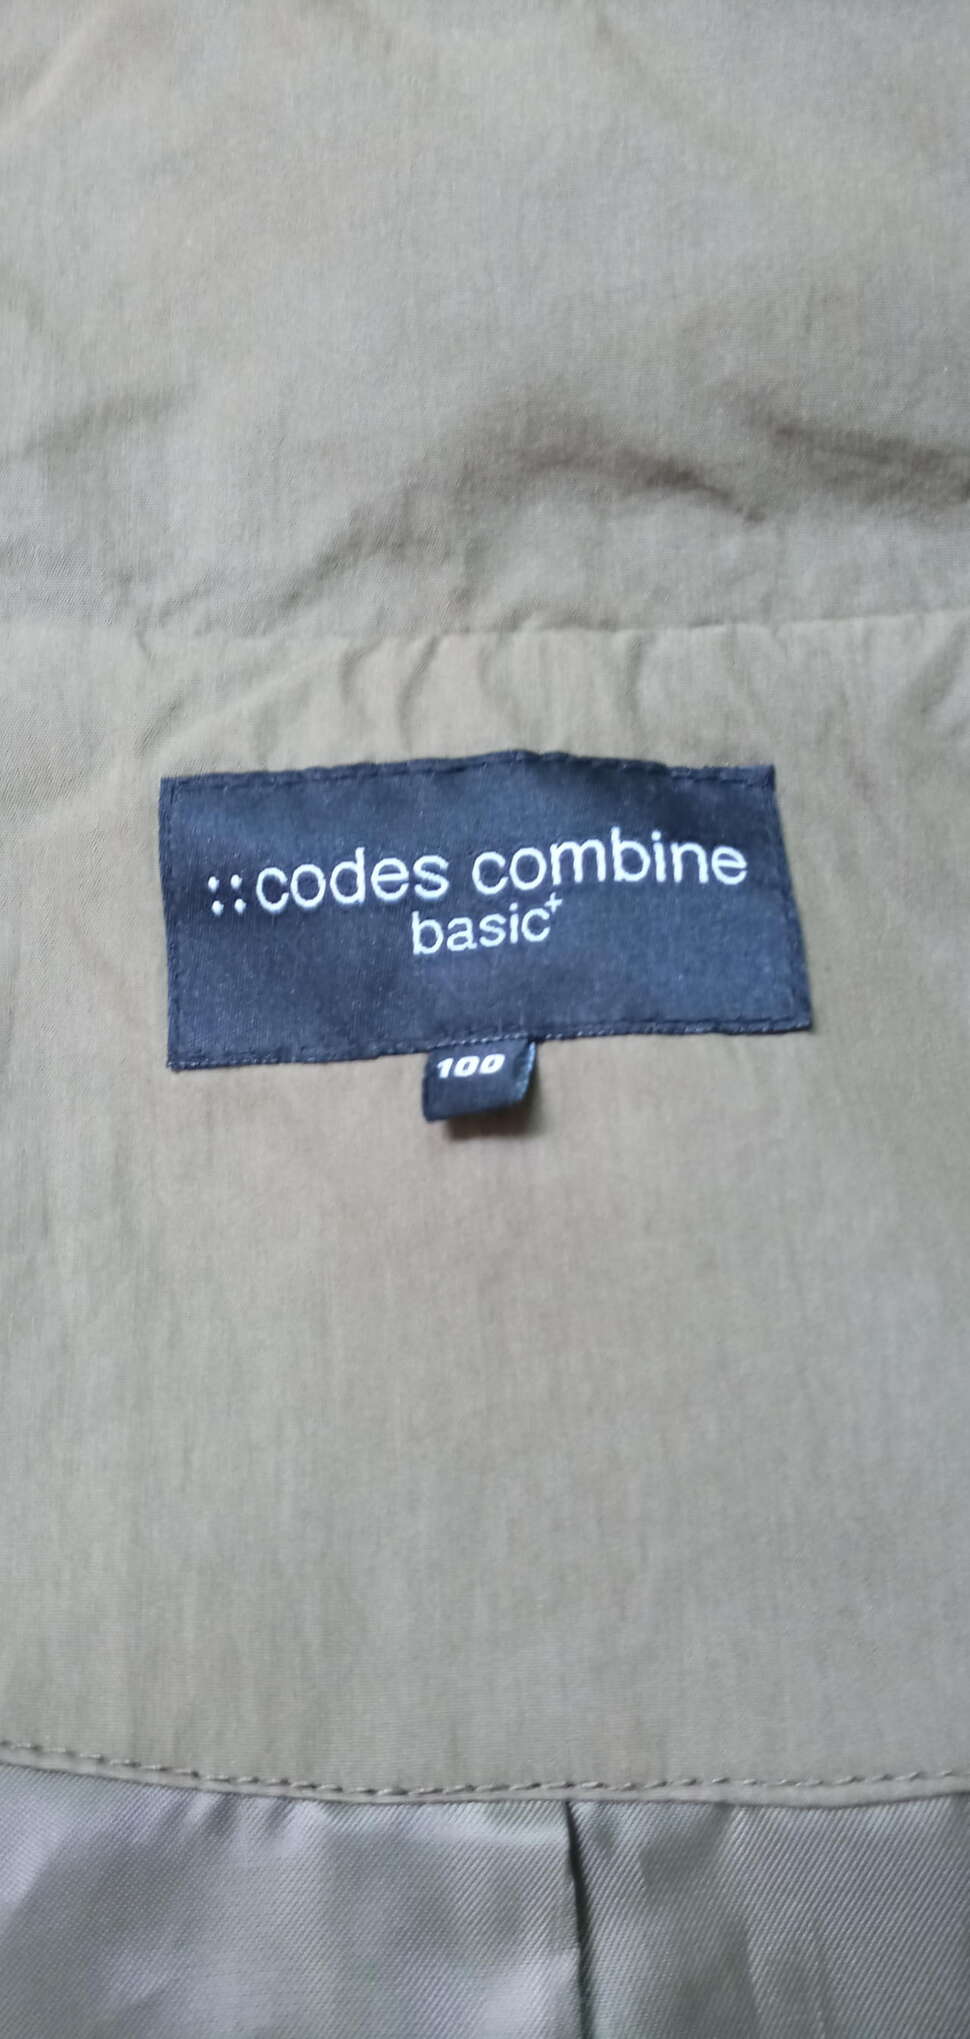 ::codes combine
basic+
100